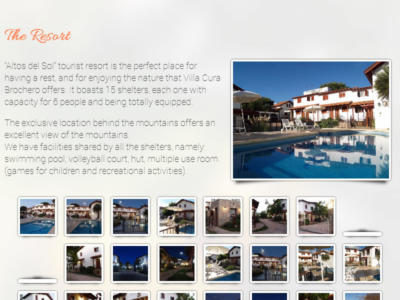 The Resort
"Altos del Sol" tourist resort is the perfect place for
having a rest, and for enjoying the nature that Villa Cura
Brochero offers. It boasts 15 shelters, each one with
capacity for 6 people and being totally equipped.
The exclusive location behind the mountains offers an
excellent view of the mountains.
We have facilities shared by all the shelters, namely:
swimming pool, volleyball court, hut, multiple use room
(games for children and recreational activities).